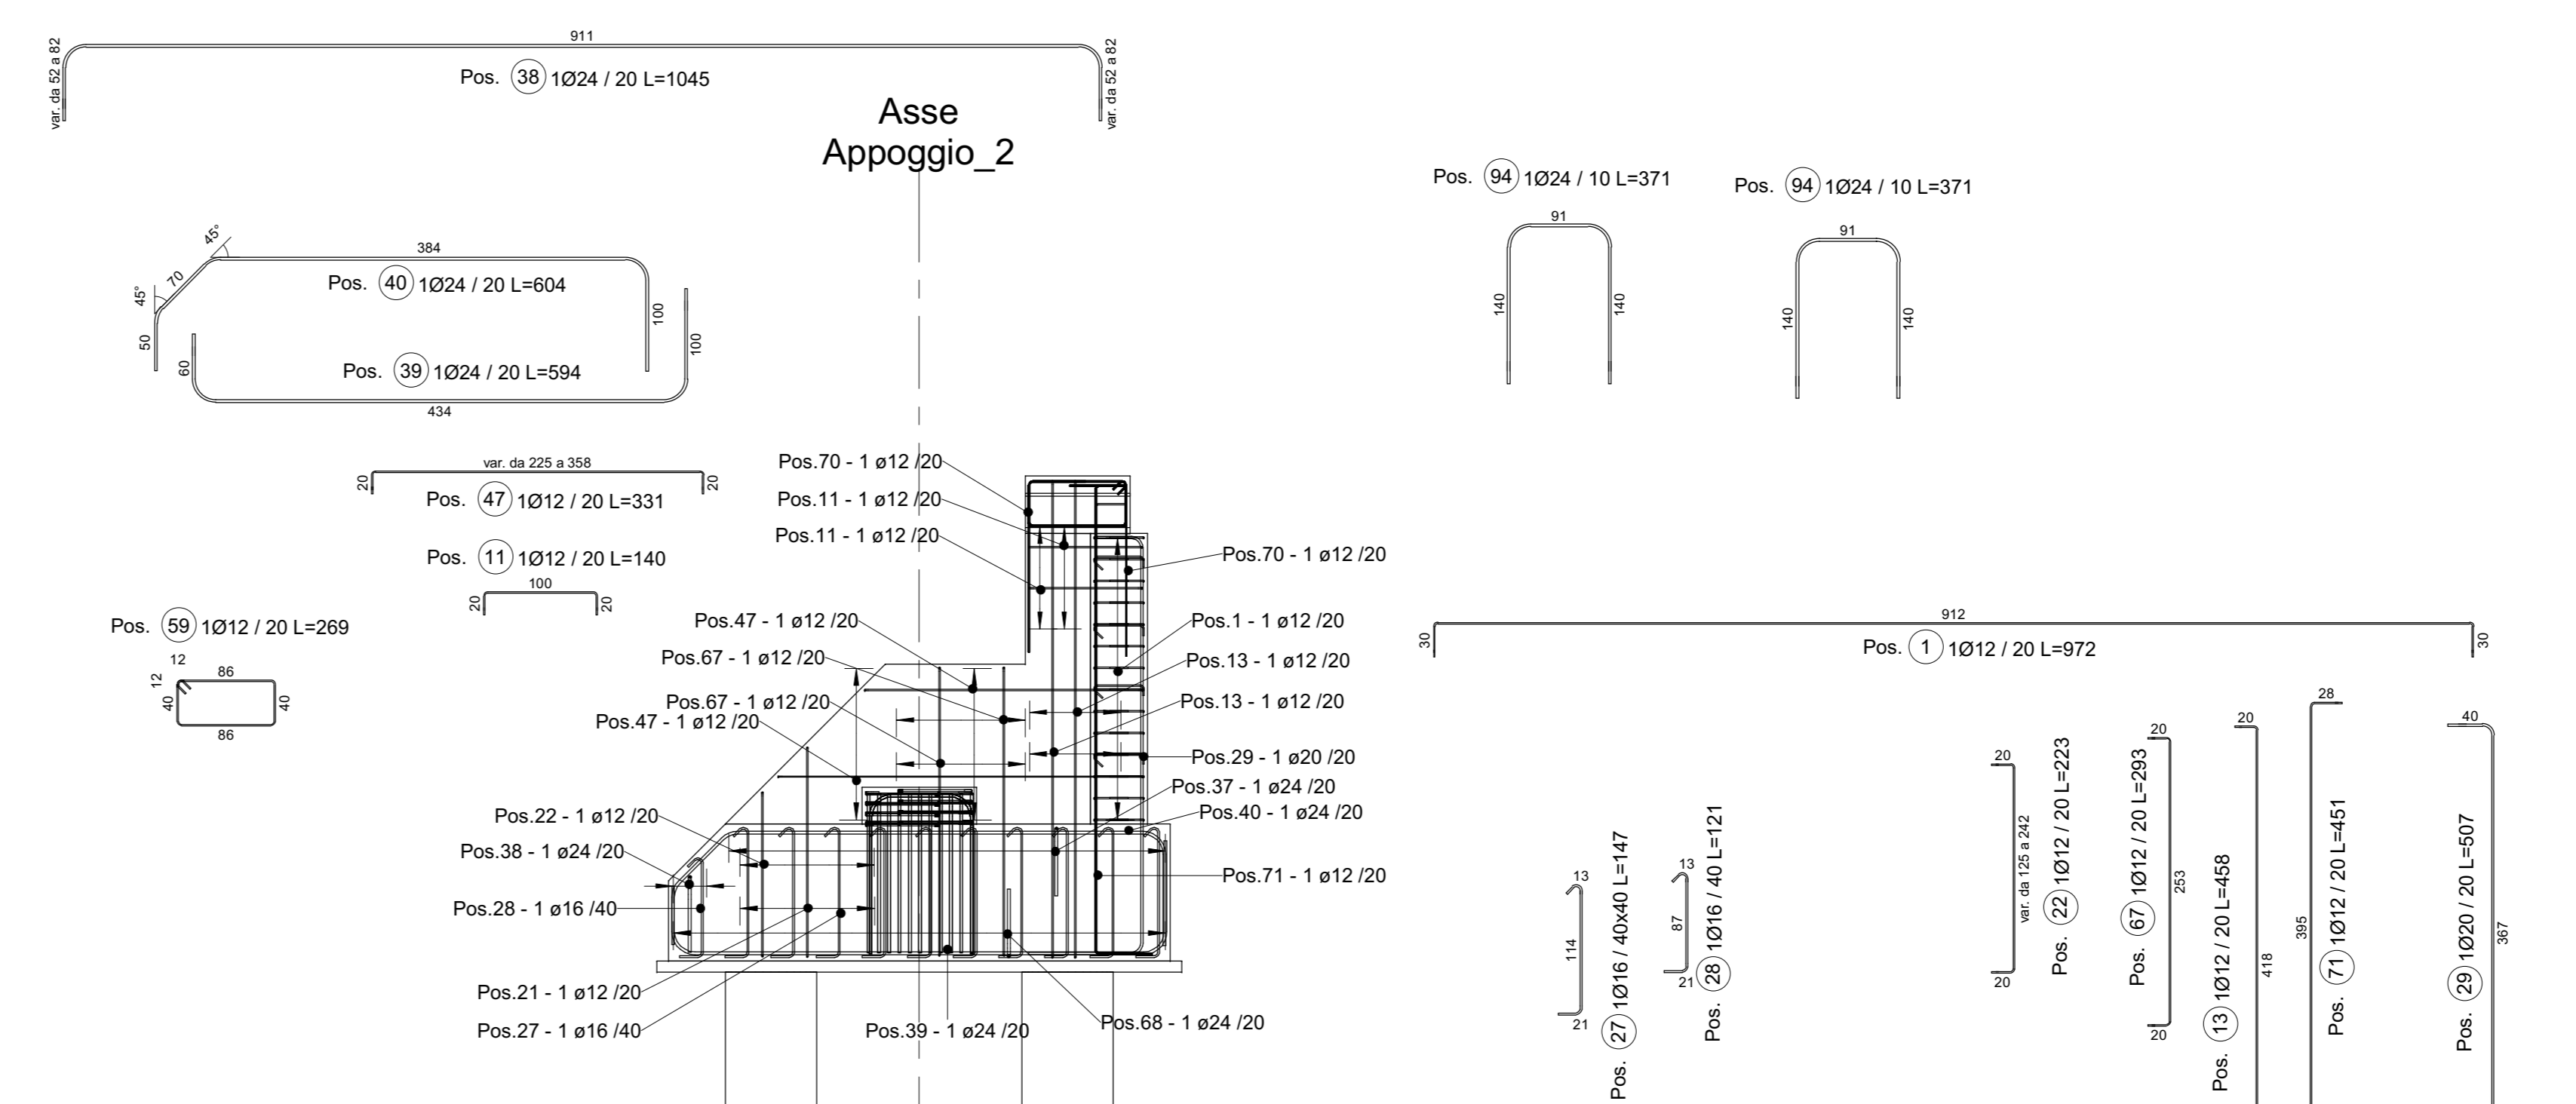 911
var. da 52 a 82
var. da 52 a 82
Pos. 38 1Ø24 / 20 L=1045
Asse
Appoggio_2
45°
384
70
45°
Pos. 40 1Ø24 / 20 L=604
50
100
60
Pos. 39 1Ø24 / 20 L=594
100
434
var. da 225 a 358
20
20
Pos. 47 1Ø12 / 20 L=331
Pos. 11 1Ø12 / 20 L=140
100
20
20
Pos. 59 1Ø12 / 20 L=269
12
86
12
40
40
86
Pos. 94 1Ø24 / 10 L=371
91
140
140
Pos. 94 1Ø24 / 10 L=371
91
140
140
Pos.70 - 1 ø12 /20
Pos.11 - 1 ø12 /20
Pos.11 - 1 ø12 /20
Pos.47 - 1 ø12 /20
Pos.67 - 1 ø12 /20
Pos.67 - 1 ø12 /20
Pos.47 - 1 ø12 /20
Pos.22 - 1 ø12 /20
Pos.38 - 1 ø24 /20
Pos.28 - 1 ø16 /40
Pos.21 - 1 ø12 /20
Pos.27 - 1 ø16 /40
Pos.39 - 1 ø24 /20
Pos.68 - 1 ø24 /20
Pos.70 - 1 ø12 /20
Pos.1 - 1 ø12 /20
Pos.13 - 1 ø12 /20
Pos.13 - 1 ø12 /20
Pos.29 - 1 ø20 /20
Pos.37 - 1 ø24 /20
Pos.40 - 1 ø24 /20
Pos.71 - 1 ø12 /20
912
30
30
Pos. 1 1Ø12 / 20 L=972
13
114
21
Pos. 27 1Ø16 / 40x40 L=147
13
87
21
Pos. 28 1Ø16 / 40 L=121
20
var. da 125 a 242
20
Pos. 22 1Ø12 / 20 L=223
20
253
20
Pos. 67 1Ø12 / 20 L=293
20
418
Pos. 13 1Ø12 / 20 L=458
28
395
Pos. 71 1Ø12 / 20 L=451
40
367
Pos. 29 1Ø20 / 20 L=507